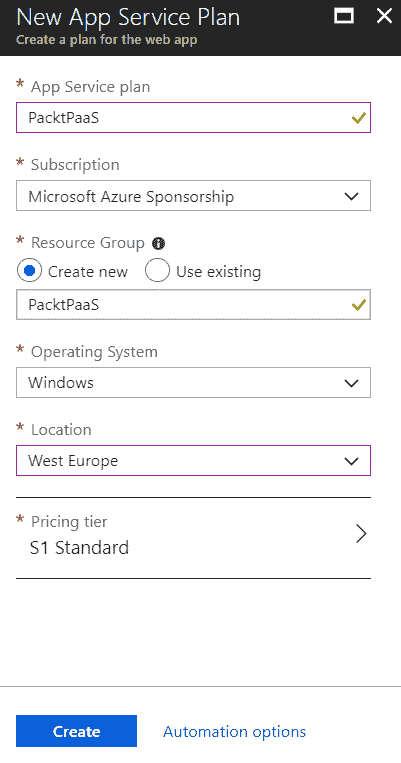 New App Service Plan
Create a plan for the web app
* App Service plan
PacktPaaS
* Subscription
Microsoft Azure Sponsorship
* Resource Group
Create new Use existing
PacktPaaS
* Operating System
Windows
* Location
West Europe
* Pricing tier
S1 Standard
Create Automation options